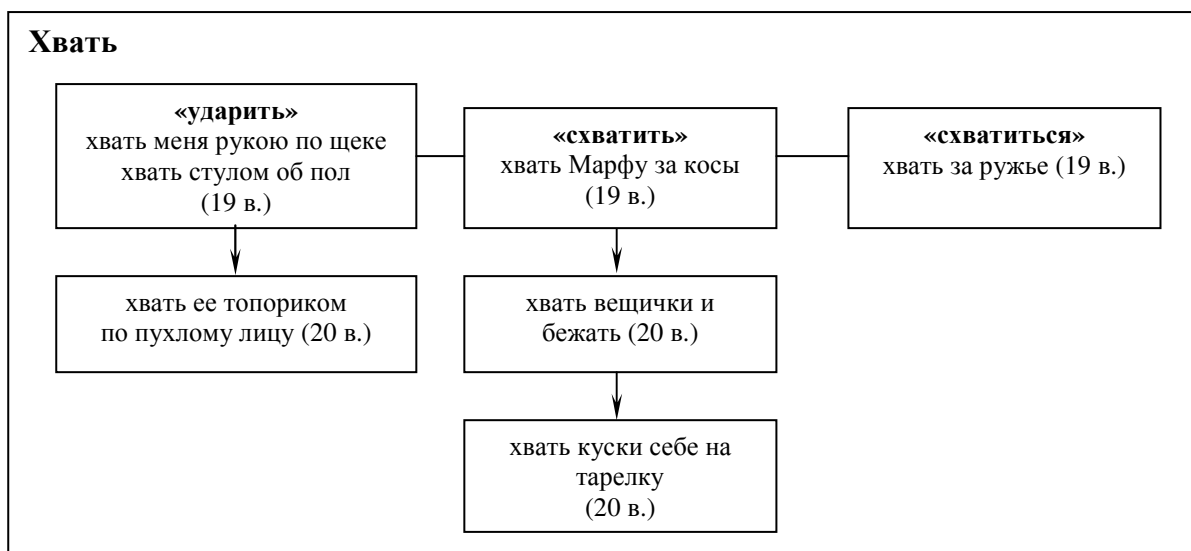 Хвать
«ударить»
хвать меня рукою по щеке
хвать стулом об пол
(19 в.)
«схватить»
хвать Марфу за косы
(19 в.)
«схватиться»
хвать за ружье (19 в.)
хвать ее топориком
по пухлому лицу (20 в.)
хвать вещички и
бежать (20 в.)
хвать куски себе на
тарелку
(20 в.)